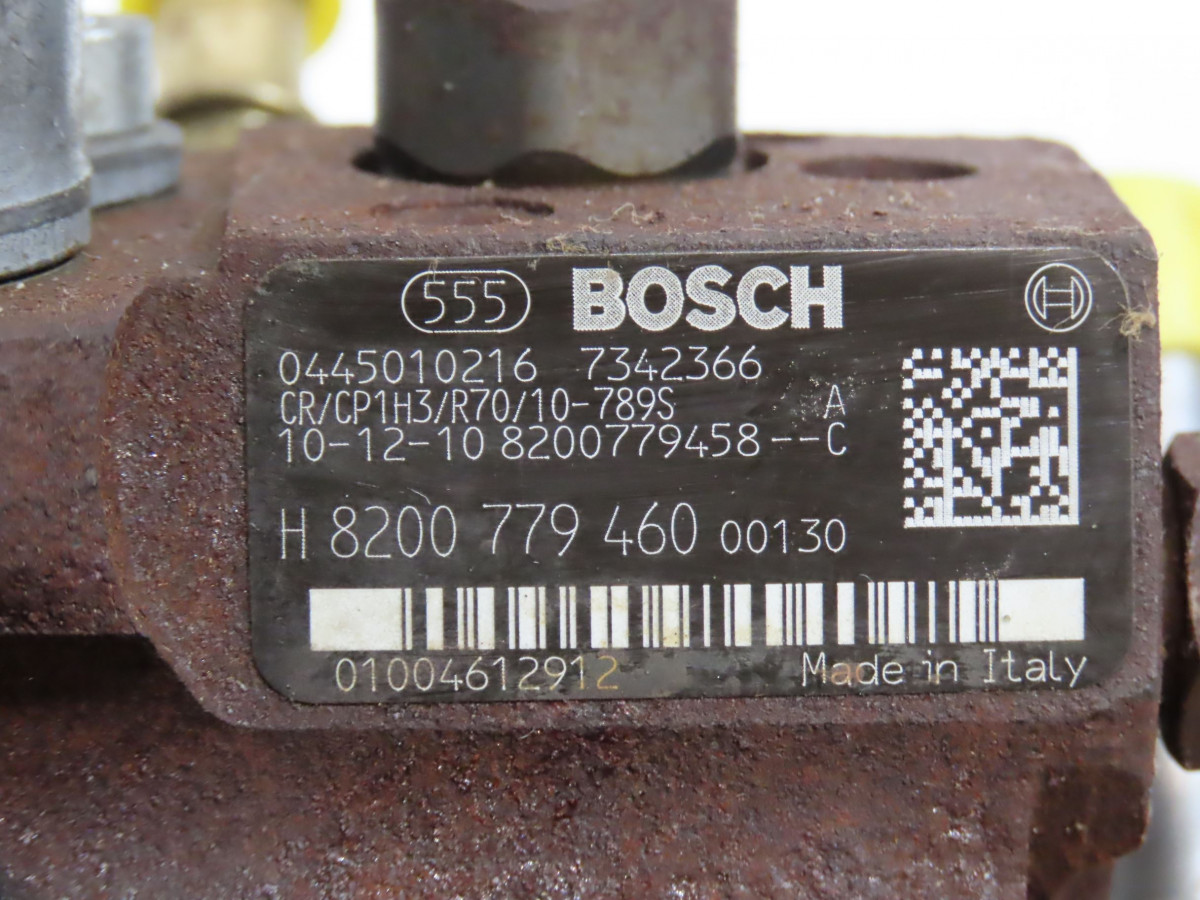 555 BOSCH
0445010216 7342366
CR/CP1H3/R70/10-789S A
10-12-10 8200779458--C
H 8200 779 460 00130
01004612912 Made in Italy